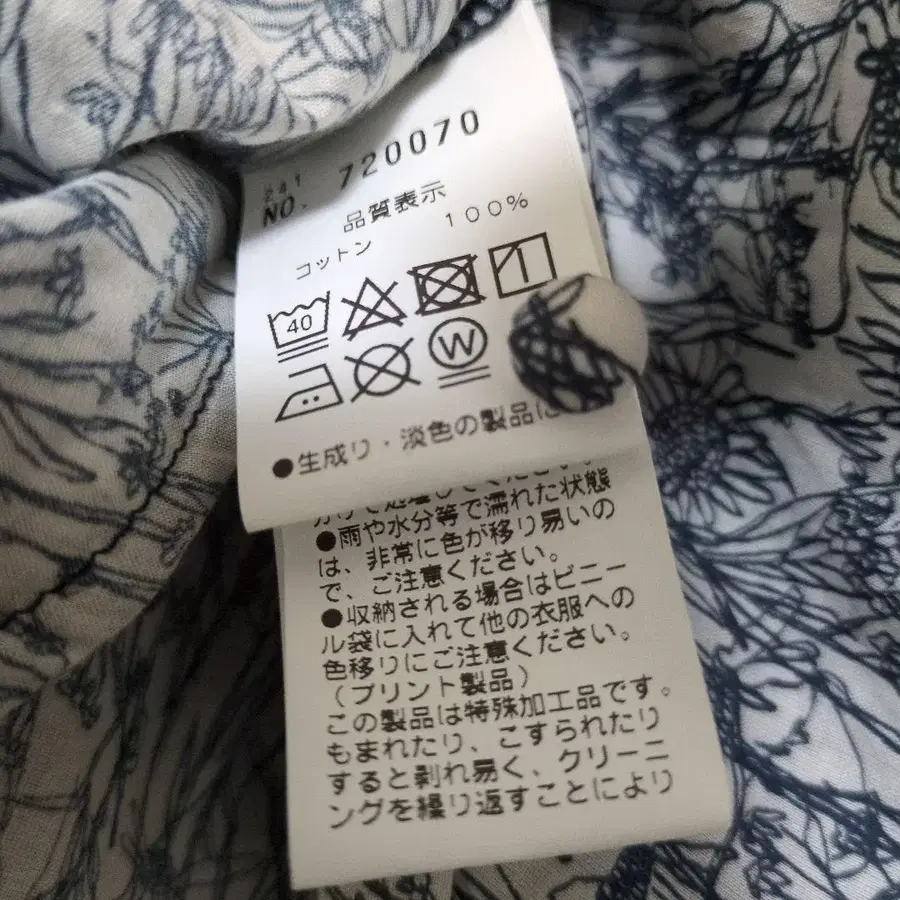 241
NO. 720070
品質表示
コットン 100%
40
W
●生成り・淡色の製品に
●雨や水分等で濡れた状態
は、非常に色が移り易いの
で、ご注意ください。
●収納される場合はビニー
ル袋に入れて他の衣服への
色移りにご注意ください。
(プリント製品)
この製品は特殊加工品です。
もまれたり、こすられたり
すると剥れ易く、クリーニ
ングを繰り返すことにより